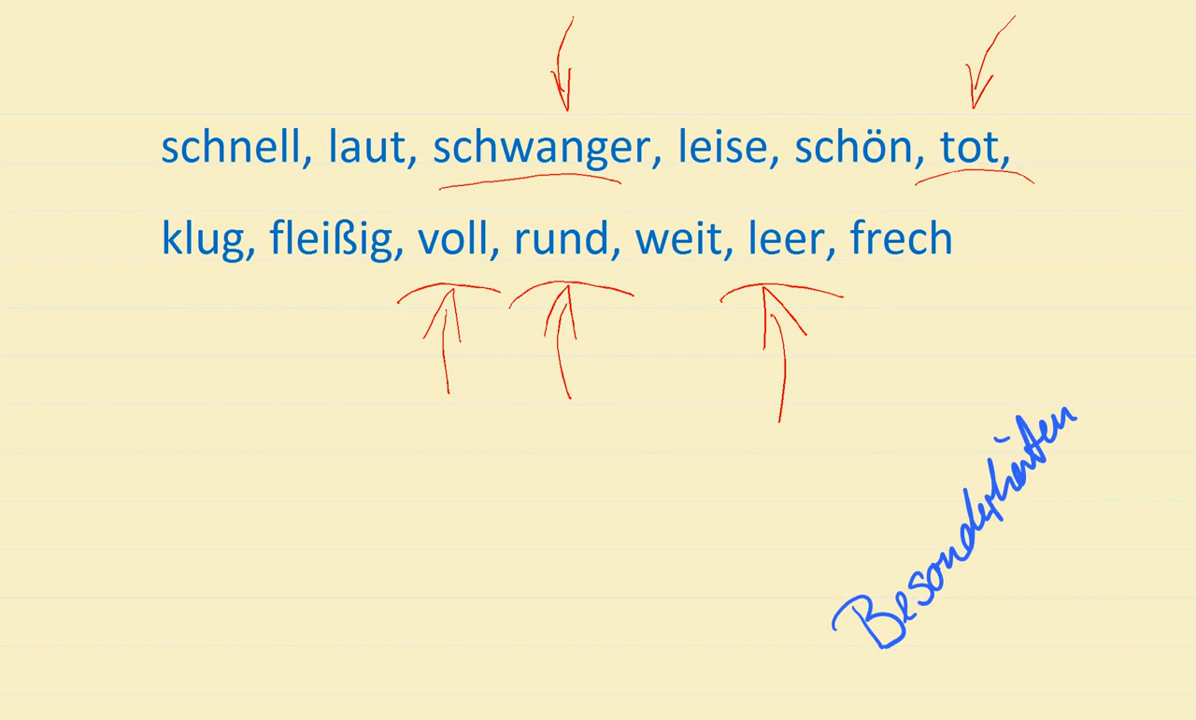 schnell, laut, schwanger, leise, schön, tot,
klug, fleißig, voll, rund, weit, leer, frech
Besonderheiten